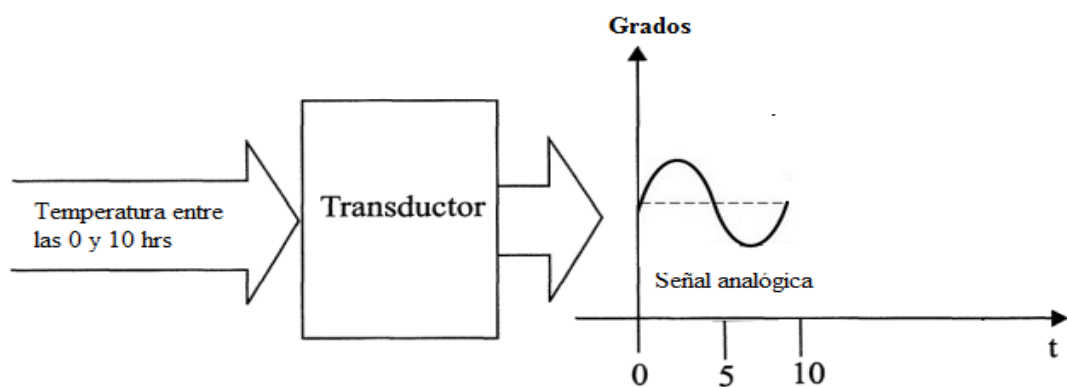 Grados
Temperatura entre
las 0 y 10 hrs
Transductor
Señal analógica
t
0
5
10